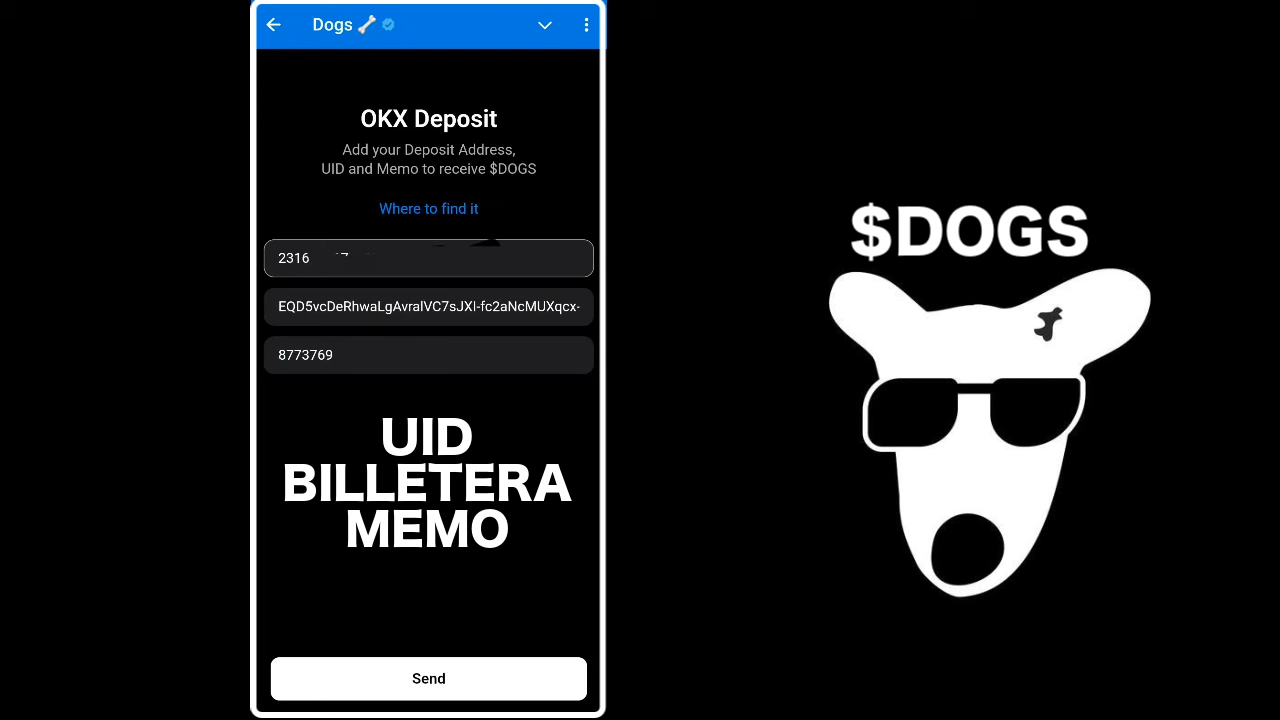 Dogs 🦴
OKX Deposit
Add your Deposit Address,
UID and Memo to receive $DOGS
Where to find it
2316
EQD5vcDeRhwaLgAvralVC7sJXI-fc2aNcMUXqcx-
8773769
UID
BILLETERA
MEMO
Send
$DOGS